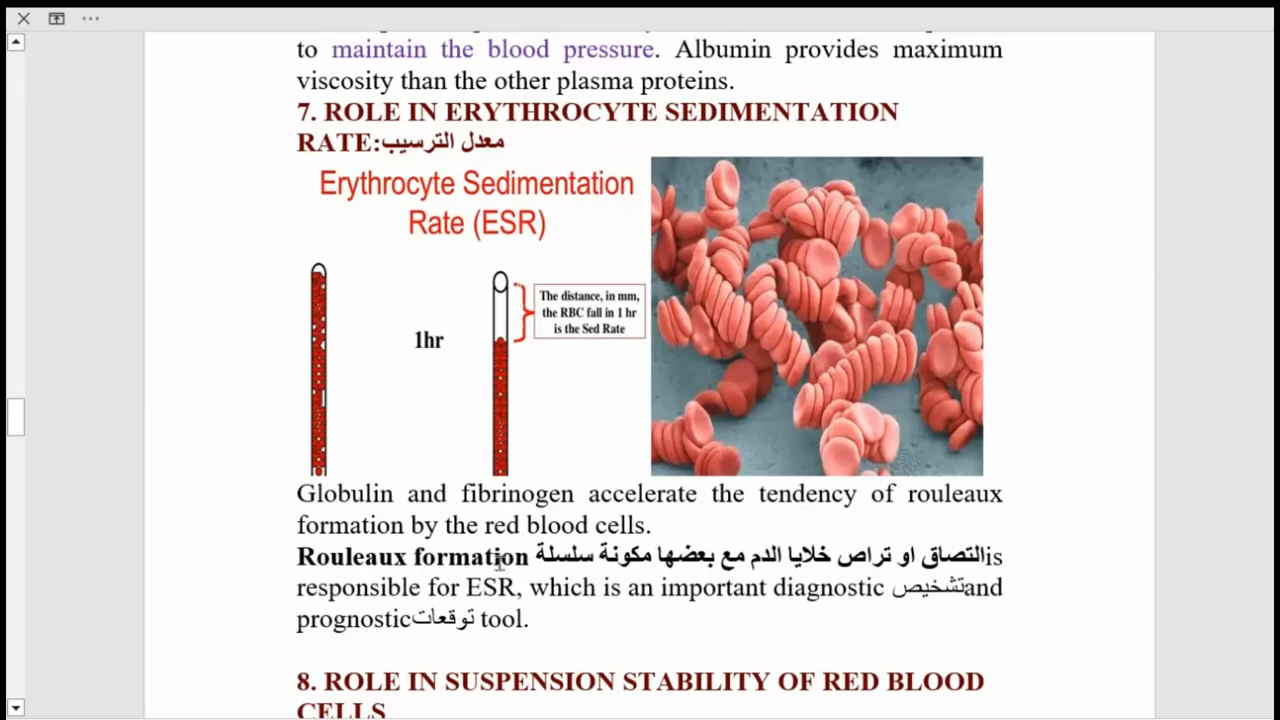 to maintain the blood pressure. Albumin provides maximum
viscosity than the other plasma proteins.
7. ROLE IN ERYTHROCYTE SEDIMENTATION
RATE:معدل الترسيب
Erythrocyte Sedimentation
Rate (ESR)
1hr
The distance, in mm,
the RBC fall in 1 hr
is the Sed Rate
Globulin and fibrinogen accelerate the tendency of rouleaux
formation by the red blood cells.
Rouleaux formation التصاق او تراص خلايا الدم مع بعضها مكونة سلسلة is
responsible for ESR, which is an important diagnostic تشخيص and
prognostic توقعات tool.
8. ROLE IN SUSPENSION STABILITY OF RED BLOOD
CELLS